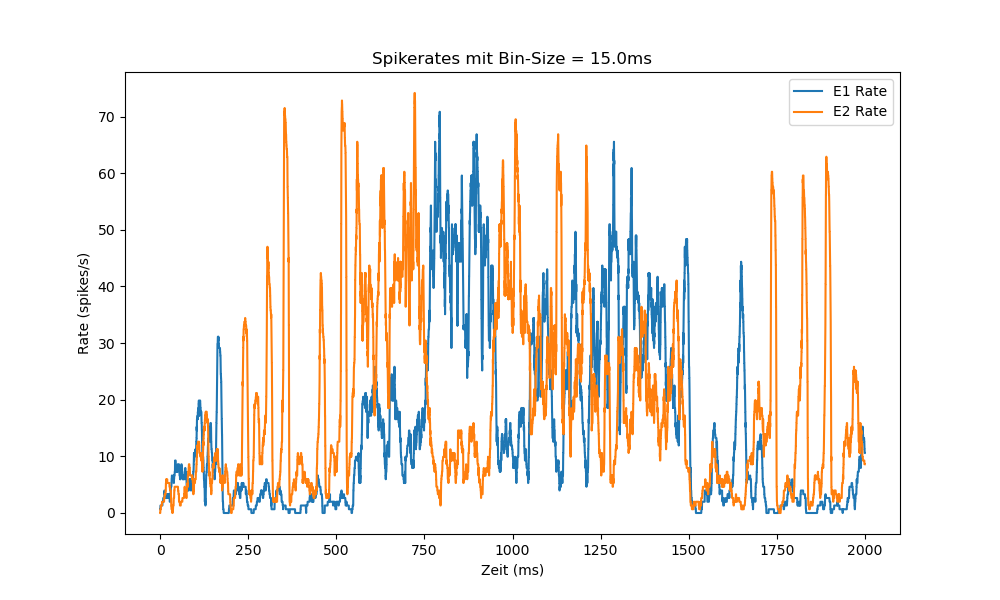 Spikerates mit Bin-Size = 15.0ms
E1 Rate
E2 Rate
70
60
50
40
30
20
10
0
Rate (spikes/s)
0 250 500 750 1000 1250 1500 1750 2000
Zeit (ms)